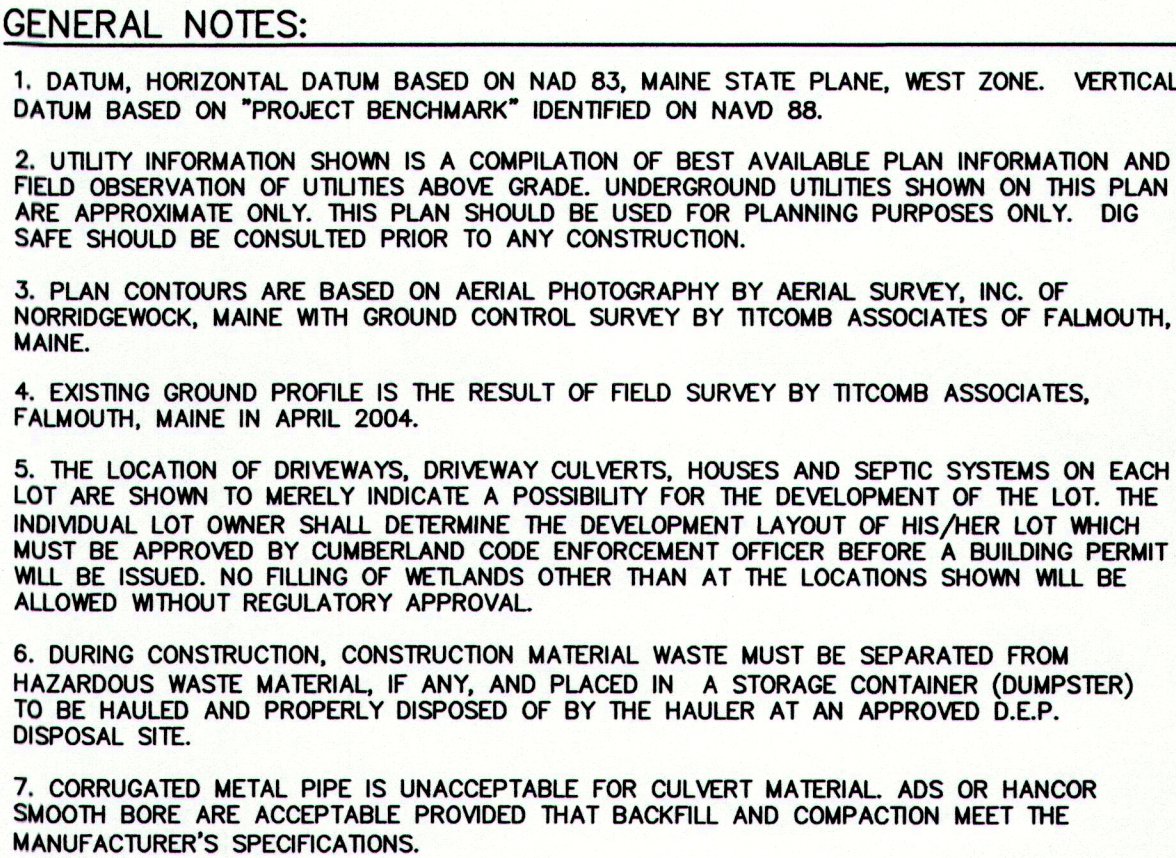 GENERAL NOTES:
1. DATUM, HORIZONTAL DATUM BASED ON NAD 83, MAINE STATE PLANE, WEST ZONE. VERTICAL
DATUM BASED ON "PROJECT BENCHMARK" IDENTIFIED ON NAVD 88.
2. UTILITY INFORMATION SHOWN IS A COMPILATION OF BEST AVAILABLE PLAN INFORMATION AND
FIELD OBSERVATION OF UTILITIES ABOVE GRADE. UNDERGROUND UTILITIES SHOWN ON THIS PLAN
ARE APPROXIMATE ONLY. THIS PLAN SHOULD BE USED FOR PLANNING PURPOSES ONLY. DIG
SAFE SHOULD BE CONSULTED PRIOR TO ANY CONSTRUCTION.
3. PLAN CONTOURS ARE BASED ON AERIAL PHOTOGRAPHY BY AERIAL SURVEY, INC. OF
NORRIDGEWOCK, MAINE WITH GROUND CONTROL SURVEY BY TITCOMB ASSOCIATES OF FALMOUTH,
MAINE.
4. EXISTING GROUND PROFILE IS THE RESULT OF FIELD SURVEY BY TITCOMB ASSOCIATES,
FALMOUTH, MAINE IN APRIL 2004.
5. THE LOCATION OF DRIVEWAYS, DRIVEWAY CULVERTS, HOUSES AND SEPTIC SYSTEMS ON EACH
LOT ARE SHOWN TO MERELY INDICATE A POSSIBILITY FOR THE DEVELOPMENT OF THE LOT. THE
INDIVIDUAL LOT OWNER SHALL DETERMINE THE DEVELOPMENT LAYOUT OF HIS/HER LOT WHICH
MUST BE APPROVED BY CUMBERLAND CODE ENFORCEMENT OFFICER BEFORE A BUILDING PERMIT
WILL BE ISSUED. NO FILLING OF WETLANDS OTHER THAN AT THE LOCATIONS SHOWN WILL BE
ALLOWED WITHOUT REGULATORY APPROVAL.
6. DURING CONSTRUCTION, CONSTRUCTION MATERIAL WASTE MUST BE SEPARATED FROM
HAZARDOUS WASTE MATERIAL, IF ANY, AND PLACED IN A STORAGE CONTAINER (DUMPSTER)
TO BE HAULED AND PROPERLY DISPOSED OF BY THE HAULER AT AN APPROVED D.E.P.
DISPOSAL SITE.
7. CORRUGATED METAL PIPE IS UNACCEPTABLE FOR CULVERT MATERIAL. ADS OR HANCOR
SMOOTH BORE ARE ACCEPTABLE PROVIDED THAT BACKFILL AND COMPACTION MEET THE
MANUFACTURER'S SPECIFICATIONS.